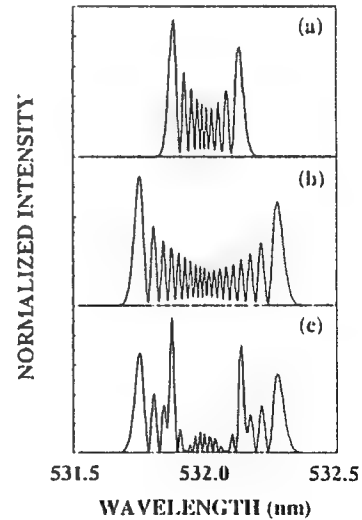 (a)
(b)
(c)
NORMALIZED INTENSITY
531.5 532.0 532.5
WAVELENGTH (nm)